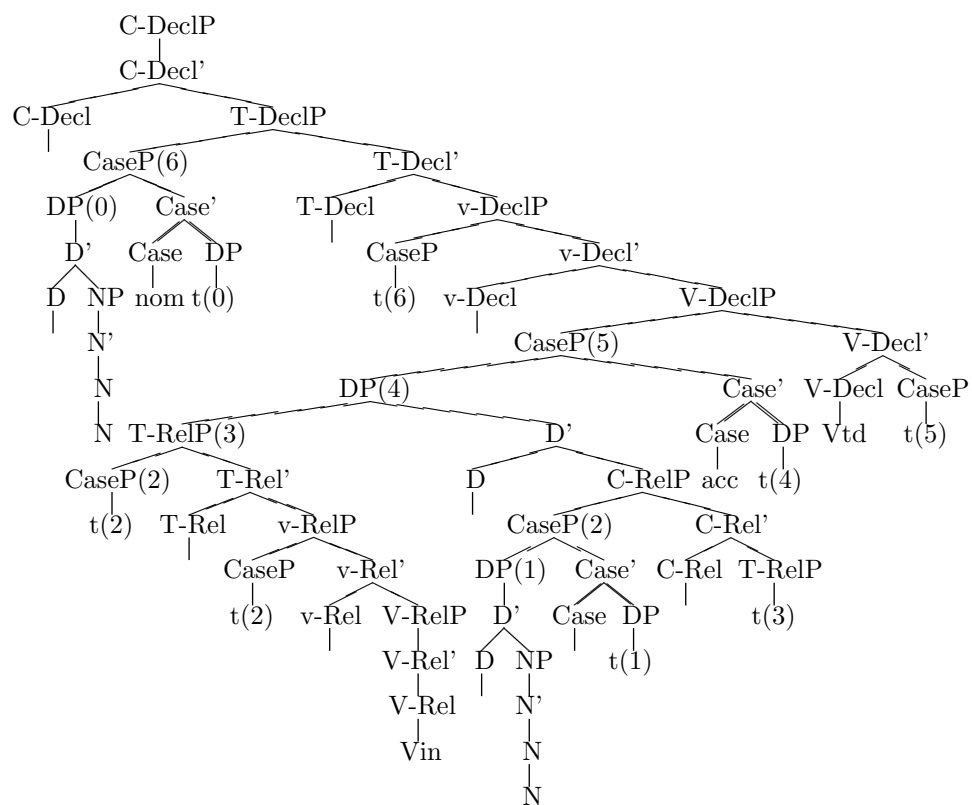 C-DeclP
C-Decl'
C-Decl T-DeclP
CaseP(6) T-Decl'
DP(0) Case' T-Decl v-DeclP
D' Case DP CaseP v-Decl'
D NP nom t(0) t(6) v-Decl V-DeclP
N' CaseP(5) V-Decl'
N DP(4) Case' V-Decl CaseP
N T-RelP(3) D' Case DP Vtd t(5)
CaseP(2) T-Rel' D C-RelP acc t(4)
t(2) T-Rel v-RelP CaseP(2) C-Rel'
CaseP v-Rel' DP(1) Case' C-Rel T-RelP
t(2) v-Rel V-RelP D' Case DP t(3)
V-Rel' D NP t(1)
V-Rel N'
Vin N
N